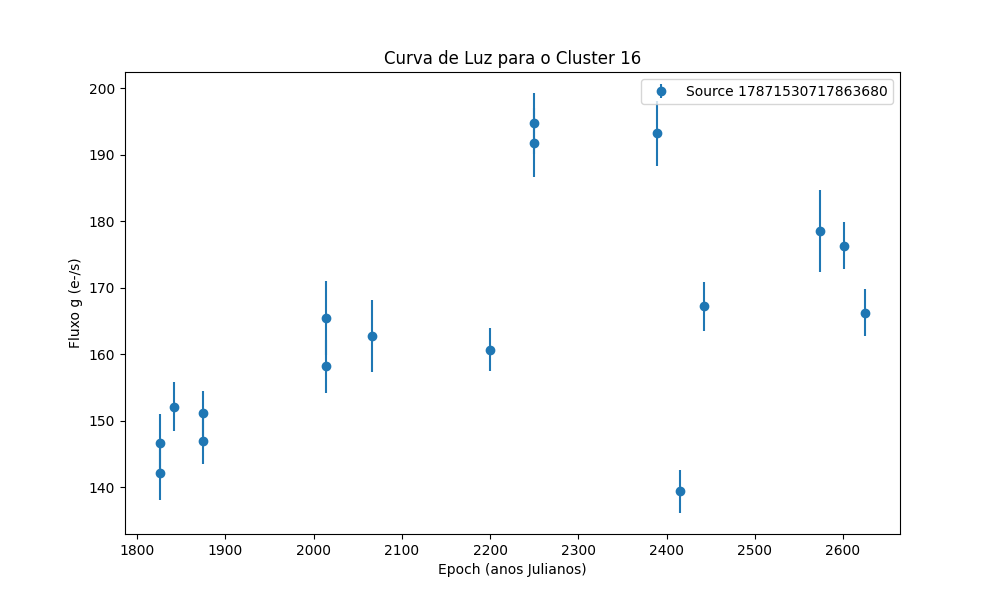 Curva de Luz para o Cluster 16
Source 17871530717863680
200
190
180
170
160
150
140
Fluxo g (e-/s)
1800 1900 2000 2100 2200 2300 2400 2500 2600
Epoch (anos Julianos)